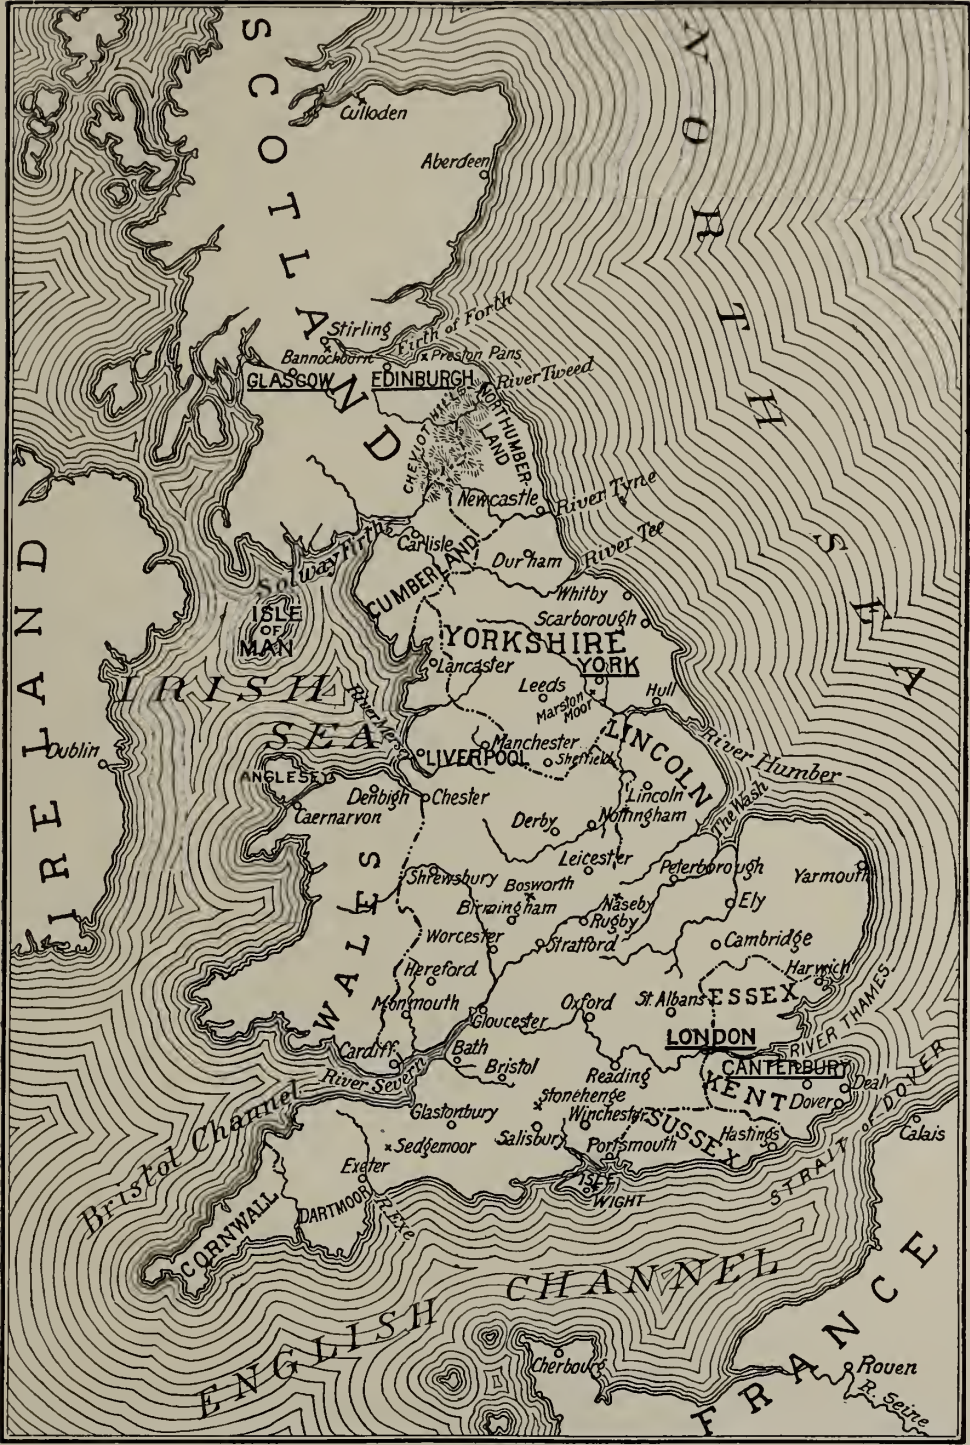 SCOTLAND
NORTH SEA
Culloden
Aberdeen
Stirling
Firth of Forth
Bannockburn
Preston Pans
GLASGOW
EDINBURGH
River Tweed
CHEVIOT HILLS
NORTHUMBER-
LAND
Newcastle
River Tyne
Solway Firth
Carlisle
Durham
River Tee
CUMBERLAND
Whitby
ISLE
OF
MAN
Scarborough
YORKSHIRE
YORK
Lancaster
IRELAND
IRISH
SEA
Leeds
Marston
Moor
Hull
LINCOLN
Dublin
Manchester
Sheffield
LIVERPOOL
River Humber
ANGLESEY
Denbigh
Chester
Caernarvon
Lincoln
The Wash
Derby
Nottingham
Leicester
Peterborough
Yarmouth
WALES
Shrewsbury
Bosworth
Birmingham
Naseby
Rugby
Ely
Worcester
Stratford
Cambridge
Hereford
Harwich
Monmouth
Oxford
St. Albans
ESSEX
Gloucester
LONDON
RIVER THAMES
Cardiff
Bath
CANTERBURY
River Severn
Bristol
Reading
KENT
Deal
Dover
Bristol Channel
Stonehenge
Glastonbury
Winchester
SUSSEX
STRAIT OF DOVER
Sedgemoor
Salisbury
Portsmouth
Hastings
Calais
Exeter
ISLE
WIGHT
CORNWALL
DARTMOOR
R. Exe
ENGLISH CHANNEL
FRANCE
Cherbourg
Rouen
R. Seine